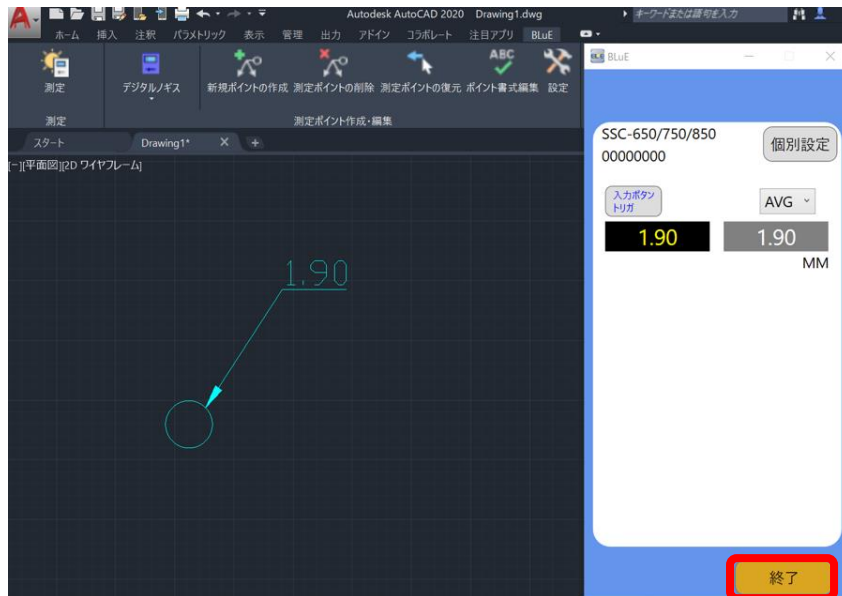 Autodesk AutoCAD 2020 Drawing1.dwg
キーワードまたは語句を入力
ホーム 挿入 注釈 パラメトリック 表示 管理 出力 アドイン コラボレート 注目アプリ BLuE
測定
デジタルノギス
新規ポイントの作成 測定ポイントの削除 測定ポイントの復元
ABC
ポイント書式編集 設定
測定
測定ポイント作成・編集
スタート Drawing1*
[-][平面図][2D ワイヤフレーム]
1.90
BLuE
SSC-650/750/850
00000000
個別設定
入力ボタン
トリガ
AVG
1.90 1.90
MM
終了